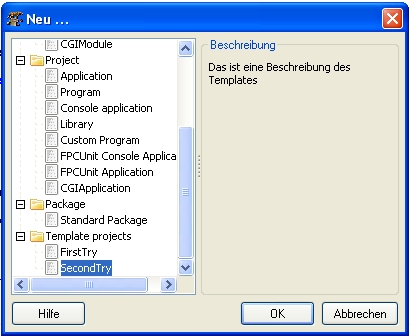 Neu ...
CGIModule
Project
Application
Program
Console application
Library
Custom Program
FPCUnit Console Applica
FPCUnit Application
CGIApplication
Package
Standard Package
Template projects
FirstTry
SecondTry
Beschreibung
Das ist eine Beschreibung des
Templates
Hilfe
OK
Abbrechen